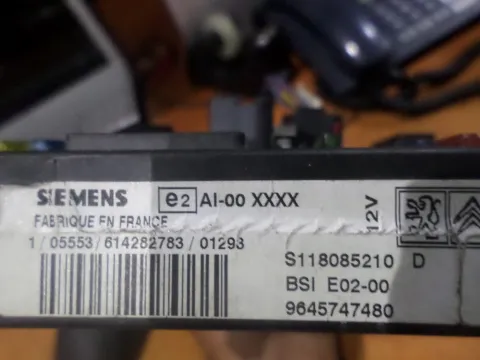 SIEMENS e2 AI-00 XXXX
FABRIQUE EN FRANCE
12V
1/05553/614282783/01293
S118085210 D
BSI E02-00
9645747480